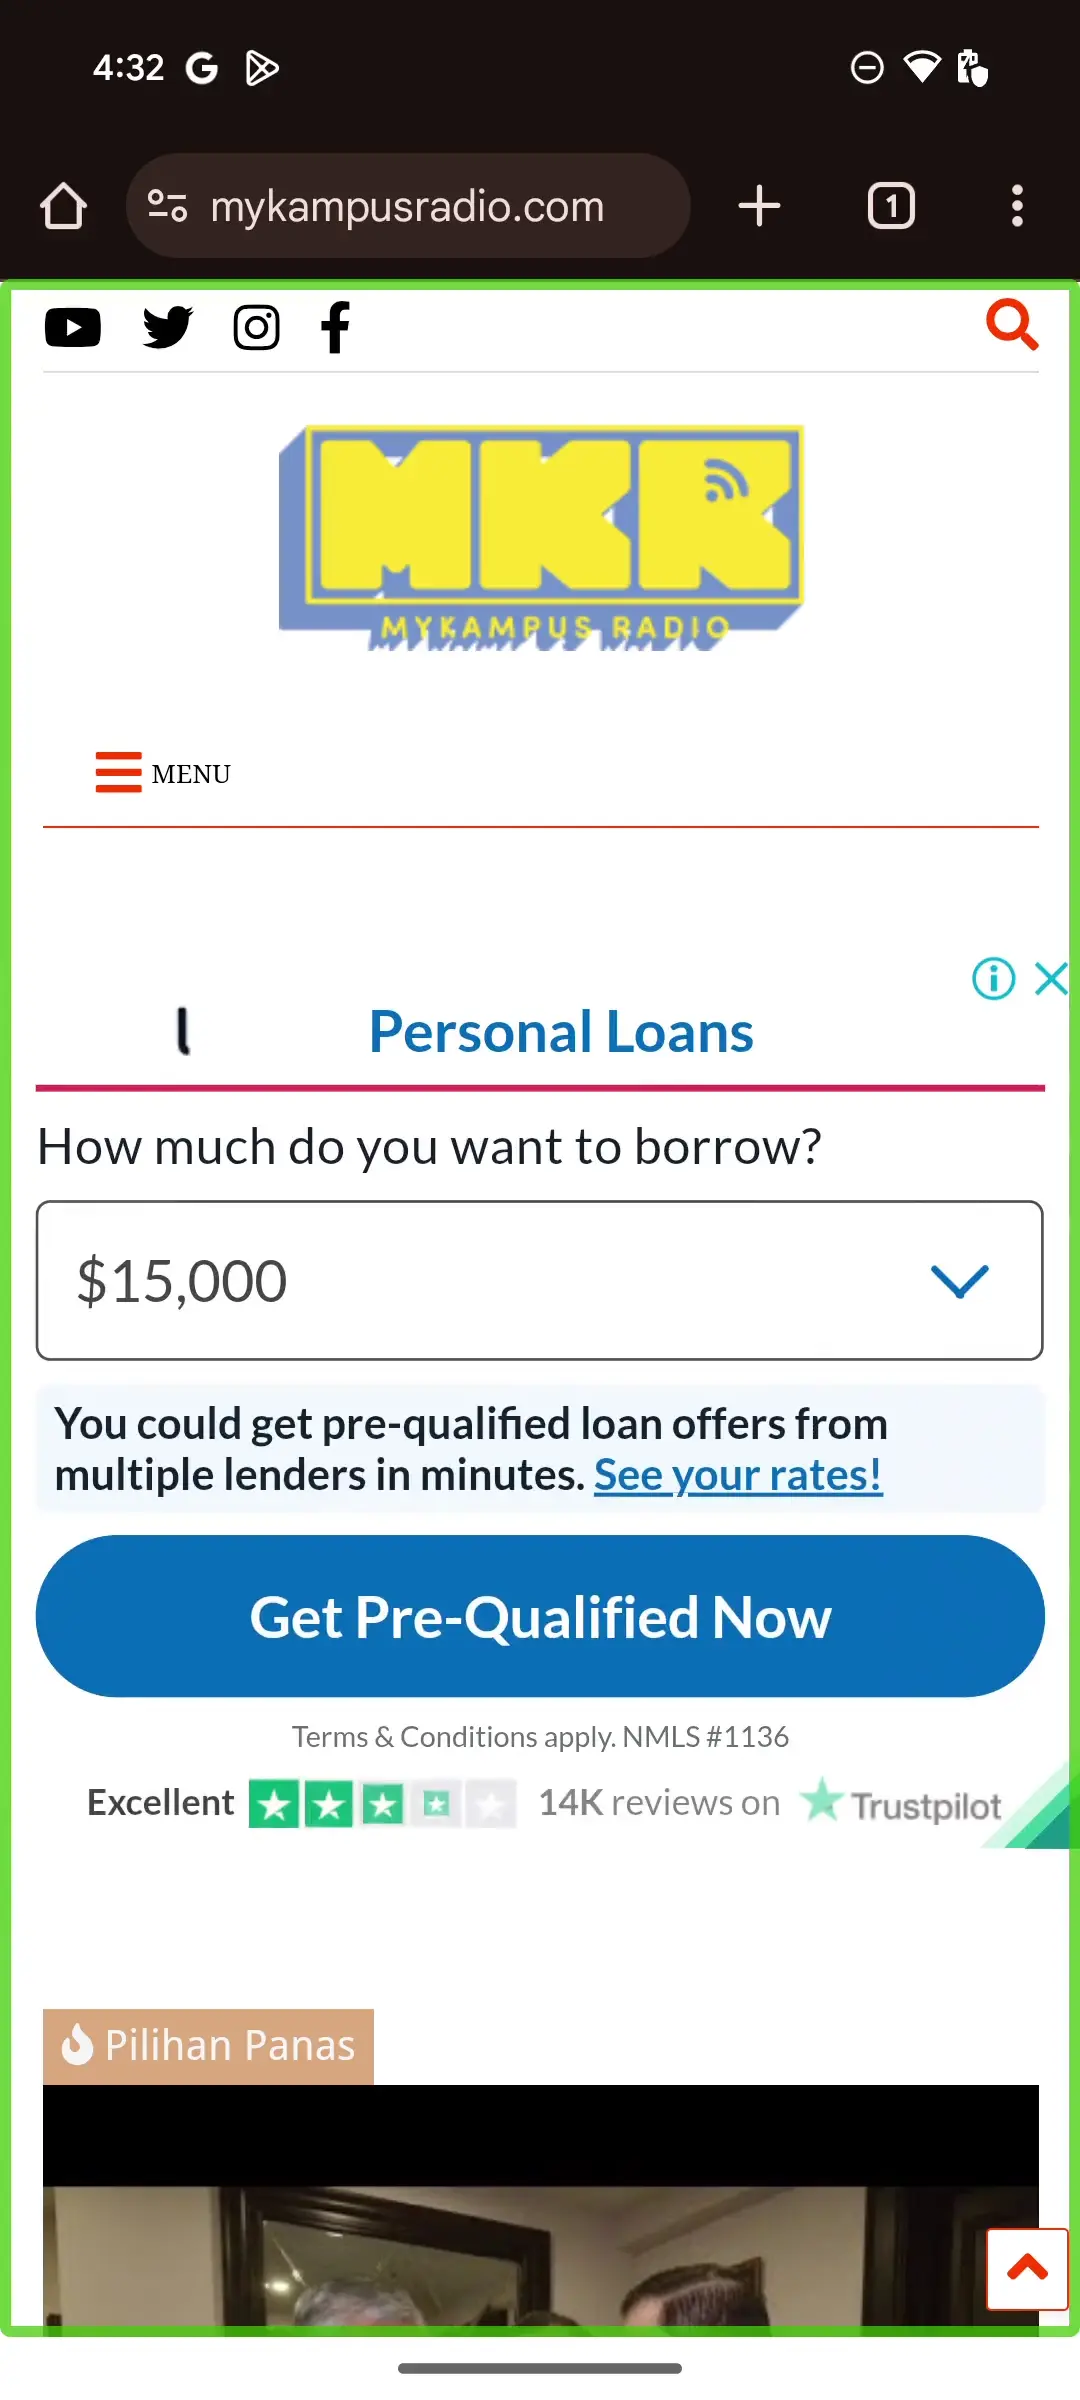 4:32
mykampusradio.com
1
MKR
MYKAMPUS RADIO
MENU
Personal Loans
How much do you want to borrow?
$15,000
You could get pre-qualified loan offers from
multiple lenders in minutes. See your rates!
Get Pre-Qualified Now
Terms & Conditions apply. NMLS #1136
Excellent 14K reviews on Trustpilot
Pilihan Panas